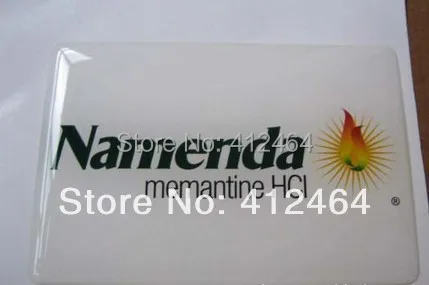 Namenda
Store No: 412464
memantine HCl
Store No. 412464
®